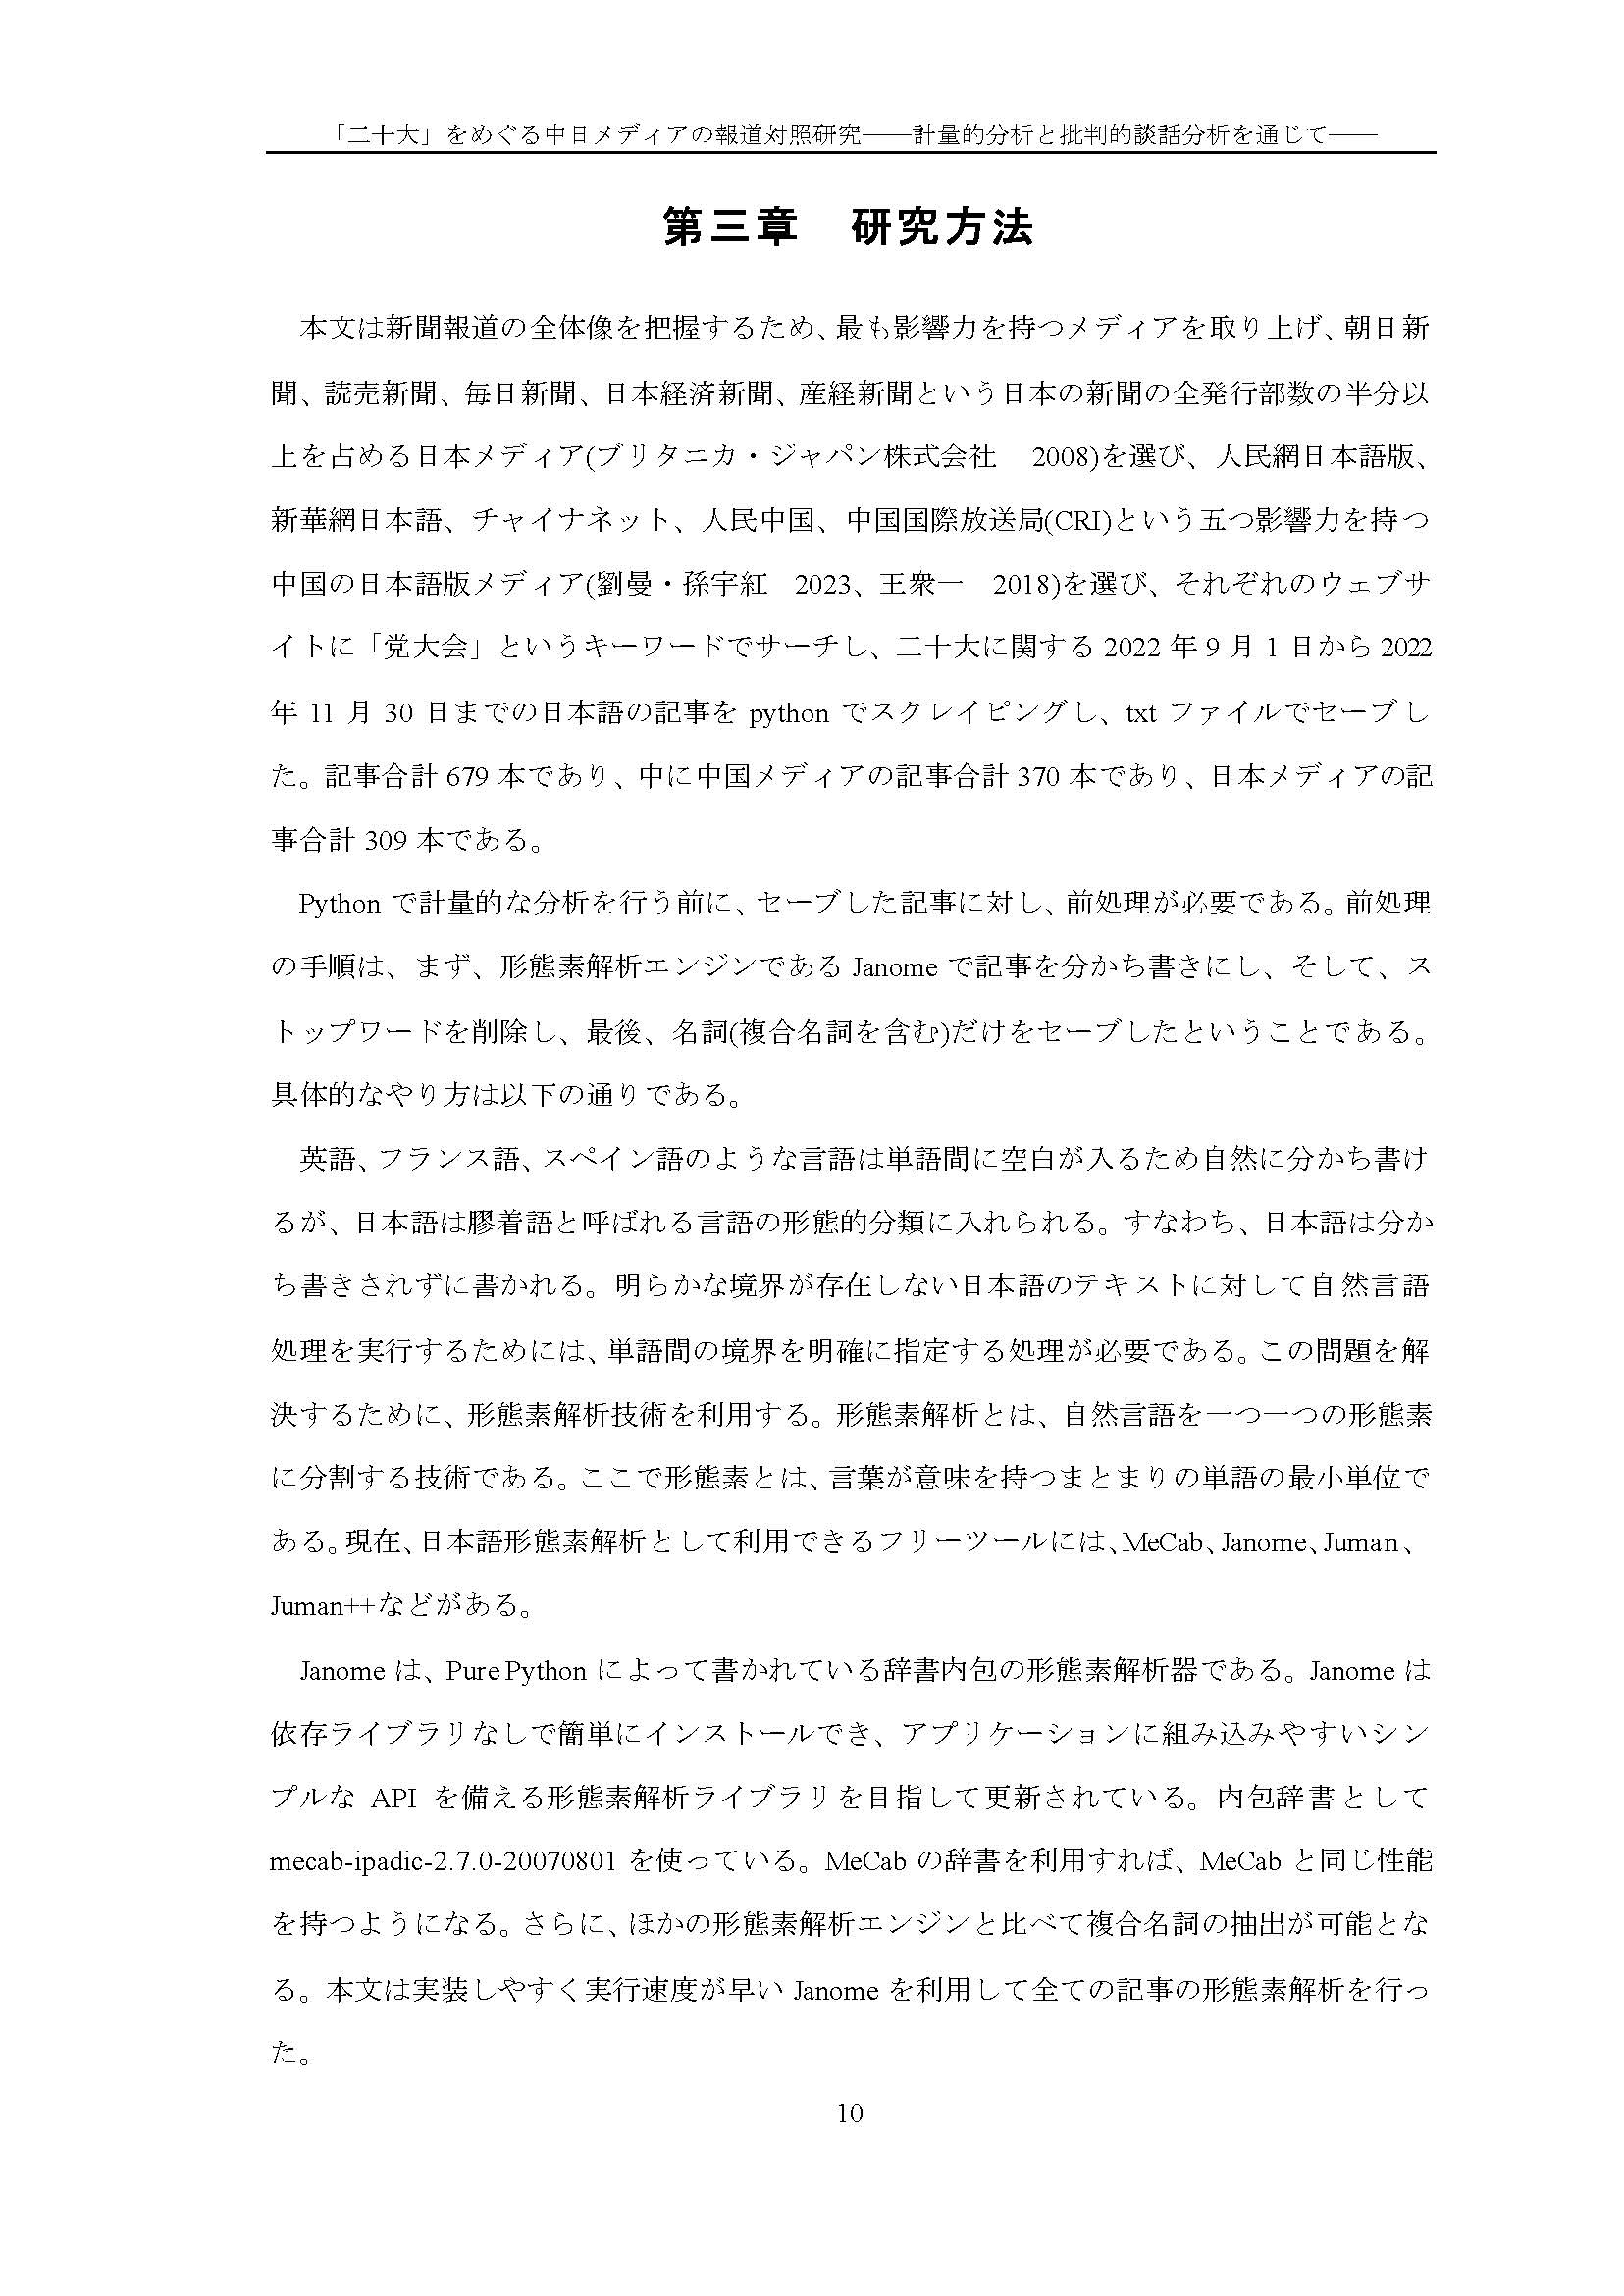 「二十大」をめぐる中日メディアの報道対照研究――計量的分析と批判的談話分析を通じて――
第三章　研究方法
本文は新聞報道の全体像を把握するため、最も影響力を持つメディアを取り上げ、朝日新
聞、読売新聞、毎日新聞、日本経済新聞、産経新聞という日本の新聞の全発行部数の半分以
上を占める日本メディア(ブリタニカ・ジャパン株式会社　2008)を選び、人民網日本語版、
新華網日本語、チャイナネット、人民中国、中国国際放送局(CRI)という五つ影響力を持つ
中国の日本語版メディア(劉曼・孫宇紅　2023、王衆一　2018)を選び、それぞれのウェブサ
イトに「党大会」というキーワードでサーチし、二十大に関する 2022 年 9 月 1 日から 2022
年 11 月 30 日までの日本語の記事を python でスクレイピングし、txt ファイルでセーブし
た。記事合計 679 本であり、中に中国メディアの記事合計 370 本であり、日本メディアの記
事合計 309 本である。
Python で計量的な分析を行う前に、セーブした記事に対し、前処理が必要である。前処理
の手順は、まず、形態素解析エンジンである Janome で記事を分かち書きにし、そして、ス
トップワードを削除し、最後、名詞(複合名詞を含む)だけをセーブしたということである。
具体的なやり方は以下の通りである。
英語、フランス語、スペイン語のような言語は単語間に空白が入るため自然に分かち書け
るが、日本語は膠着語と呼ばれる言語の形態的分類に入れられる。すなわち、日本語は分か
ち書きされずに書かれる。明らかな境界が存在しない日本語のテキストに対して自然言語
処理を実行するためには、単語間の境界を明確に指定する処理が必要である。この問題を解
決するために、形態素解析技術を利用する。形態素解析とは、自然言語を一つ一つの形態素
に分割する技術である。ここで形態素とは、言葉が意味を持つまとまりの単語の最小単位で
ある。現在、日本語形態素解析として利用できるフリーツールには、MeCab、Janome、Juman、
Juman++などがある。
Janome は、Pure Python によって書かれている辞書内包の形態素解析器である。Janome は
依存ライブラリなしで簡単にインストールでき、アプリケーションに組み込みやすいシン
プルな API を備える形態素解析ライブラリを目指して更新されている。内包辞書として
mecab-ipadic-2.7.0-20070801 を使っている。MeCab の辞書を利用すれば、MeCab と同じ性能
を持つようになる。さらに、ほかの形態素解析エンジンと比べて複合名詞の抽出が可能とな
る。本文は実装しやすく実行速度が早い Janome を利用して全ての記事の形態素解析を行っ
た。
10